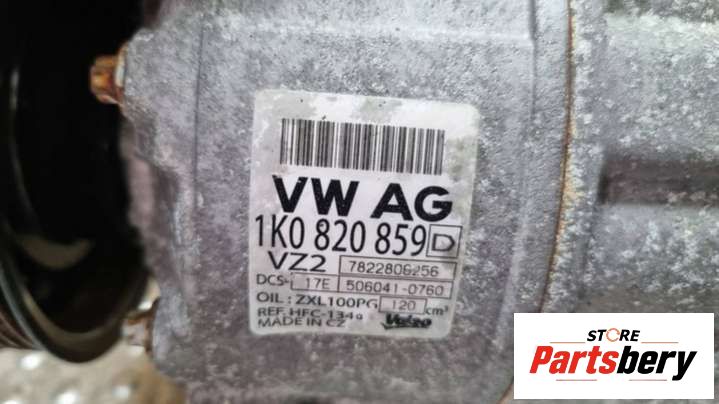 VW AG
1K0 820 859 D
VZ2 7822806256
DCS-17E 506041-0760
OIL: ZXL100PG 120 cm³
REF. HFC-134a
MADE IN CZ Valeo
STORE
Partsbery